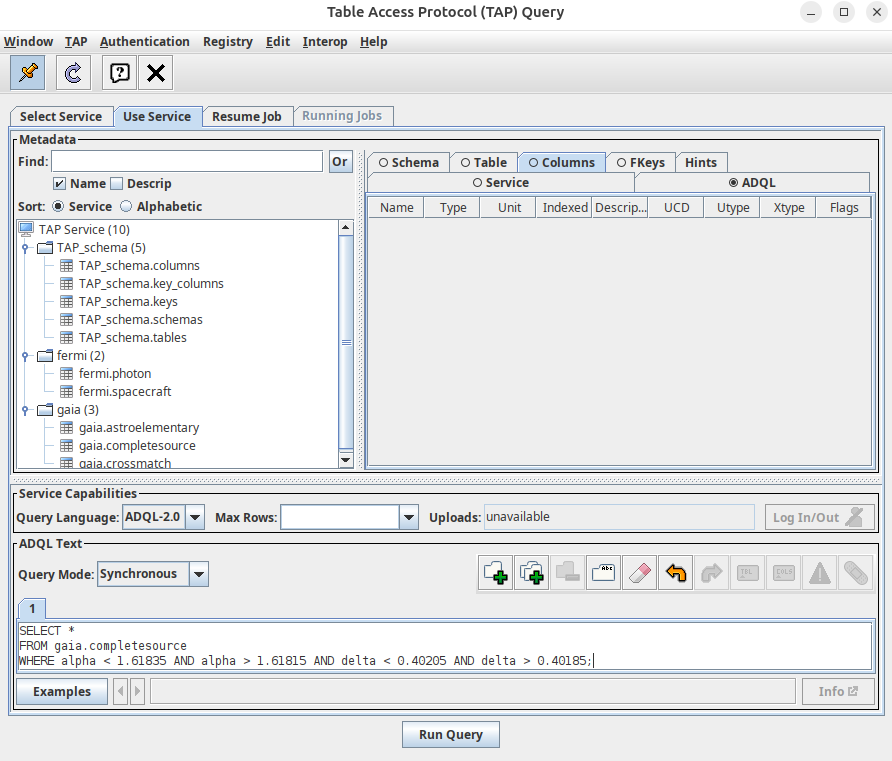 Table Access Protocol (TAP) Query
Window TAP Authentication Registry Edit Interop Help
Select Service Use Service Resume Job Running Jobs
Metadata
Find: Or
Name Descrip
Sort: Service Alphabetic
TAP Service (10)
TAP_schema (5)
TAP_schema.columns
TAP_schema.key_columns
TAP_schema.keys
TAP_schema.schemas
TAP_schema.tables
fermi (2)
fermi.photon
fermi.spacecraft
gaia (3)
gaia.astroelementary
gaia.completesource
gaia.crossmatch
Schema Table Columns FKeys Hints
Service ADQL
Name Type Unit Indexed Descrip... UCD Utype Xtype Flags
Service Capabilities
Query Language: ADQL-2.0 Max Rows: Uploads: unavailable Log In/Out
ADQL Text
Query Mode: Synchronous
Abc
TBL
COLS
1
SELECT *
FROM gaia.completesource
WHERE alpha < 1.61835 AND alpha > 1.61815 AND delta < 0.40205 AND delta > 0.40185;
Examples Info
Run Query